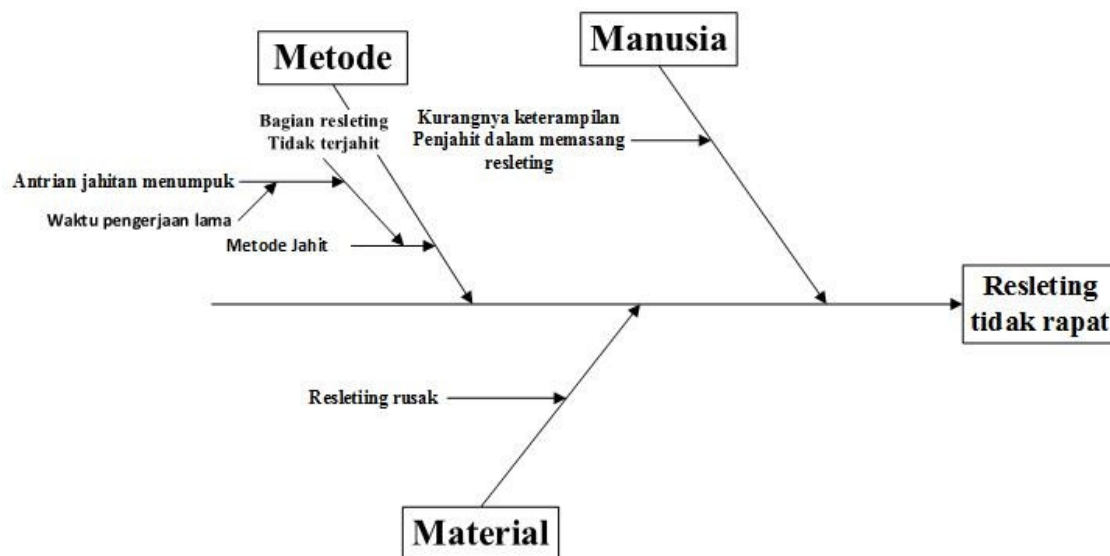 Metode
Manusia
Bagian resleting
Tidak terjahit
Kurangnya keterampilan
Penjahit dalam memasang
resleting
Antrian jahitan menumpuk
Waktu pengerjaan lama
Metode Jahit
Resleting
tidak rapat
Resletiing rusak
Material